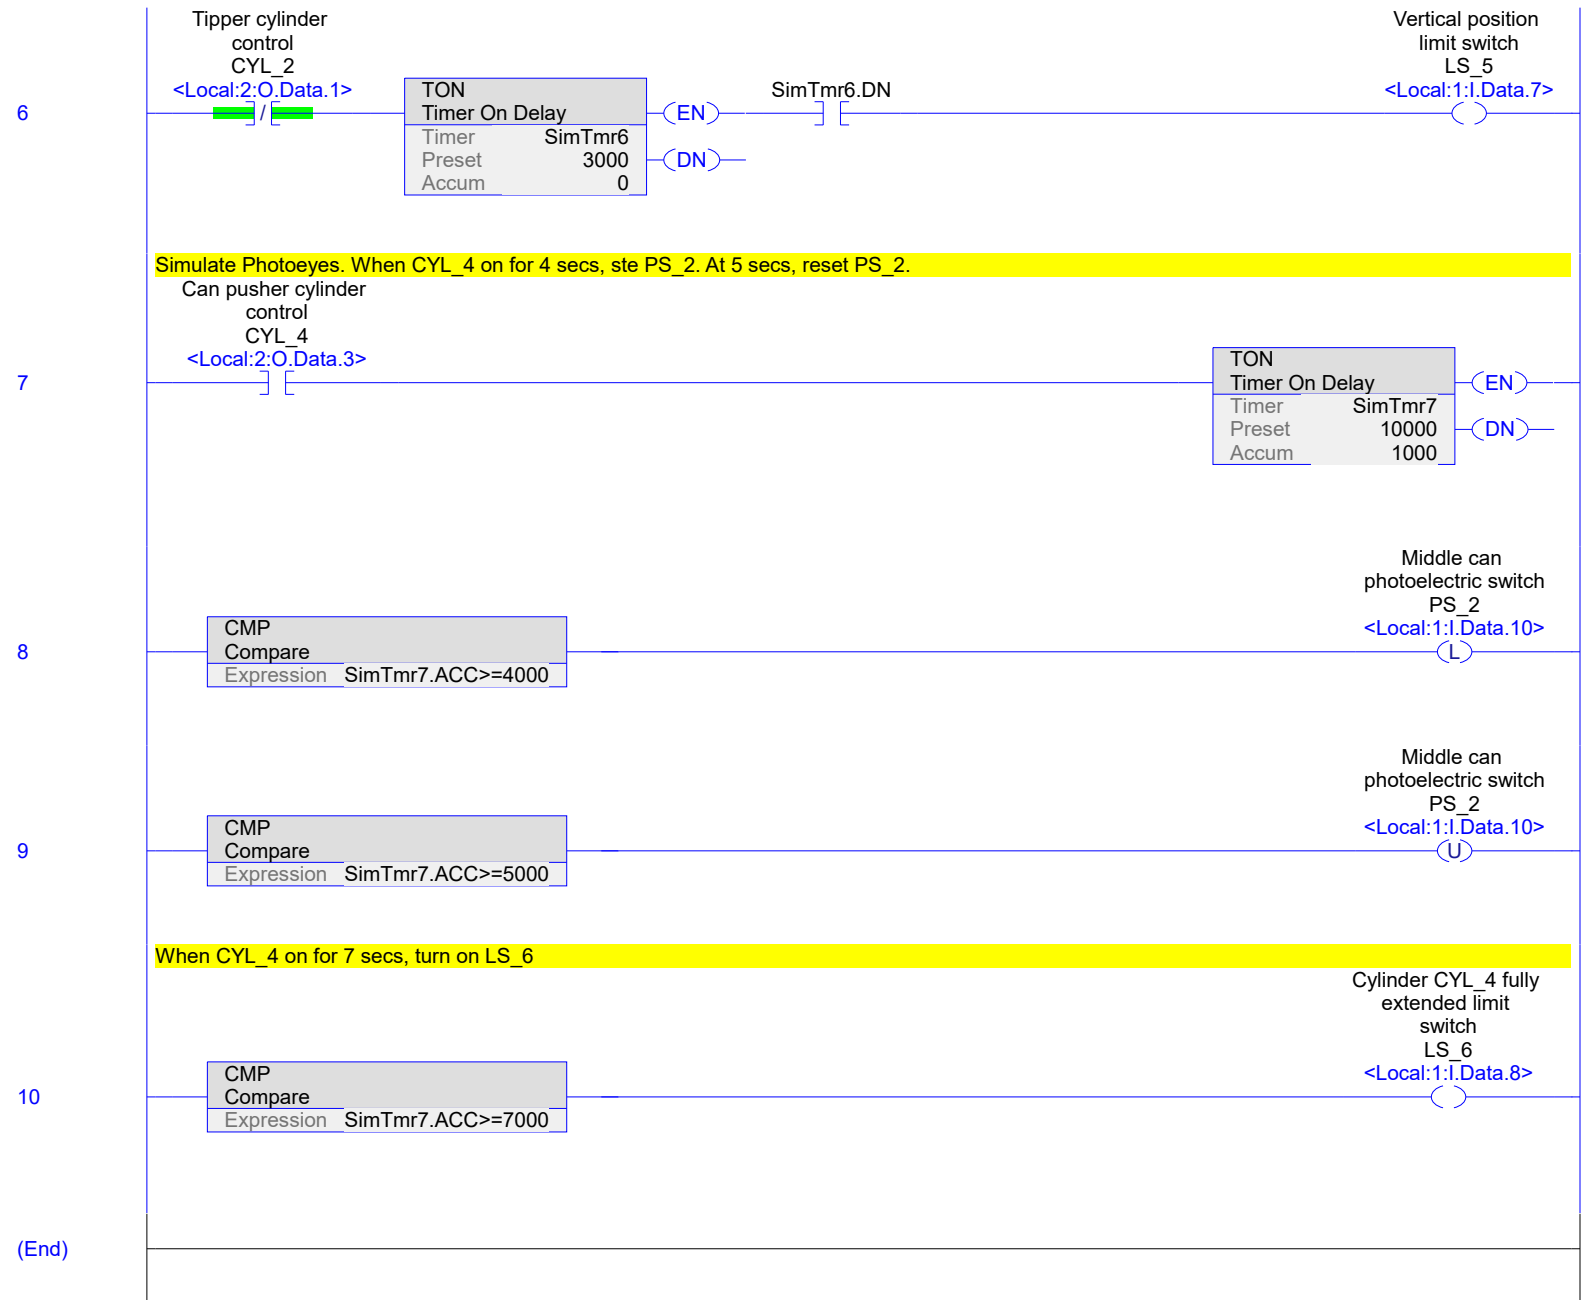 Tipper cylinder
control
CYL_2
<Local:2:O.Data.1>
6
/
TON
Timer On Delay
Timer SimTmr6
Preset 3000
Accum 0
EN
DN
SimTmr6.DN
Vertical position
limit switch
LS_5
<Local:1:I.Data.7>
Simulate Photoeyes. When CYL_4 on for 4 secs, ste PS_2. At 5 secs, reset PS_2.
Can pusher cylinder
control
CYL_4
<Local:2:O.Data.3>
7
TON
Timer On Delay
Timer SimTmr7
Preset 10000
Accum 1000
EN
DN
8
CMP
Compare
Expression SimTmr7.ACC>=4000
Middle can
photoelectric switch
PS_2
<Local:1:I.Data.10>
L
9
CMP
Compare
Expression SimTmr7.ACC>=5000
Middle can
photoelectric switch
PS_2
<Local:1:I.Data.10>
U
When CYL_4 on for 7 secs, turn on LS_6
10
CMP
Compare
Expression SimTmr7.ACC>=7000
Cylinder CYL_4 fully
extended limit
switch
LS_6
<Local:1:I.Data.8>
(End)